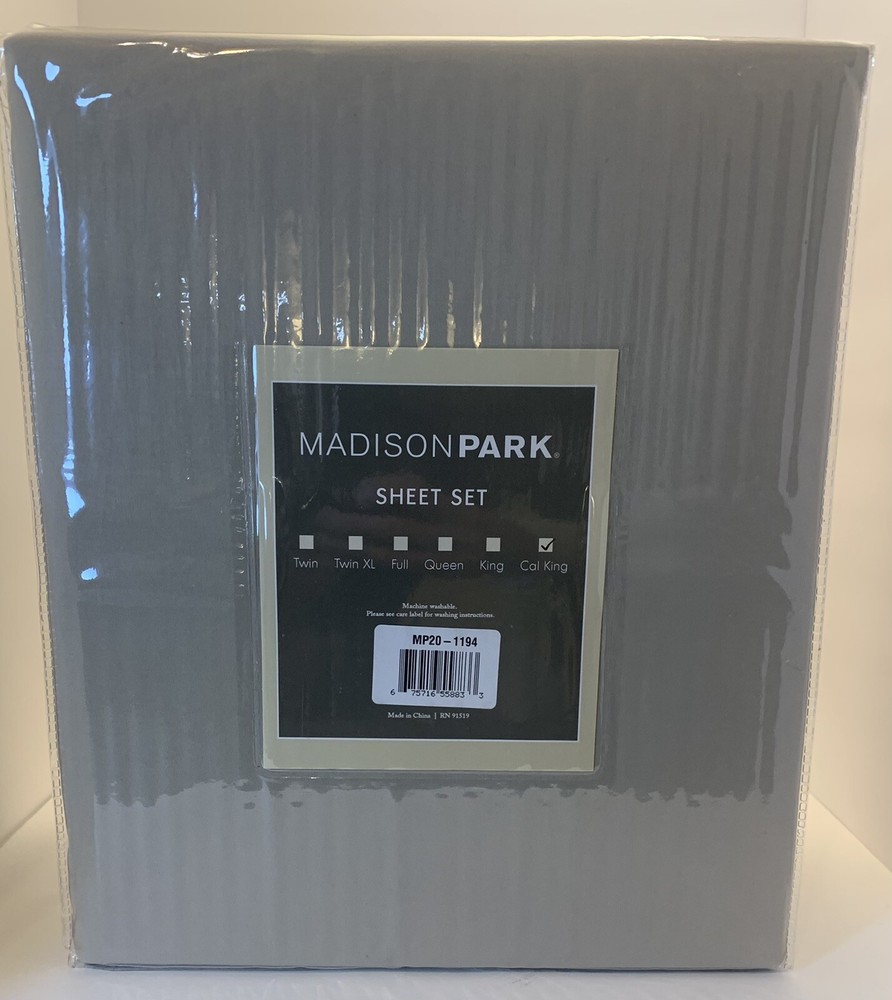 MADISONPARK®
SHEET SET
Twin Twin XL Full Queen King Cal King
Machine washable.
Please see care label for washing instructions.
MP20-1194
6 75716 55883 3
Made in China | RN 91519